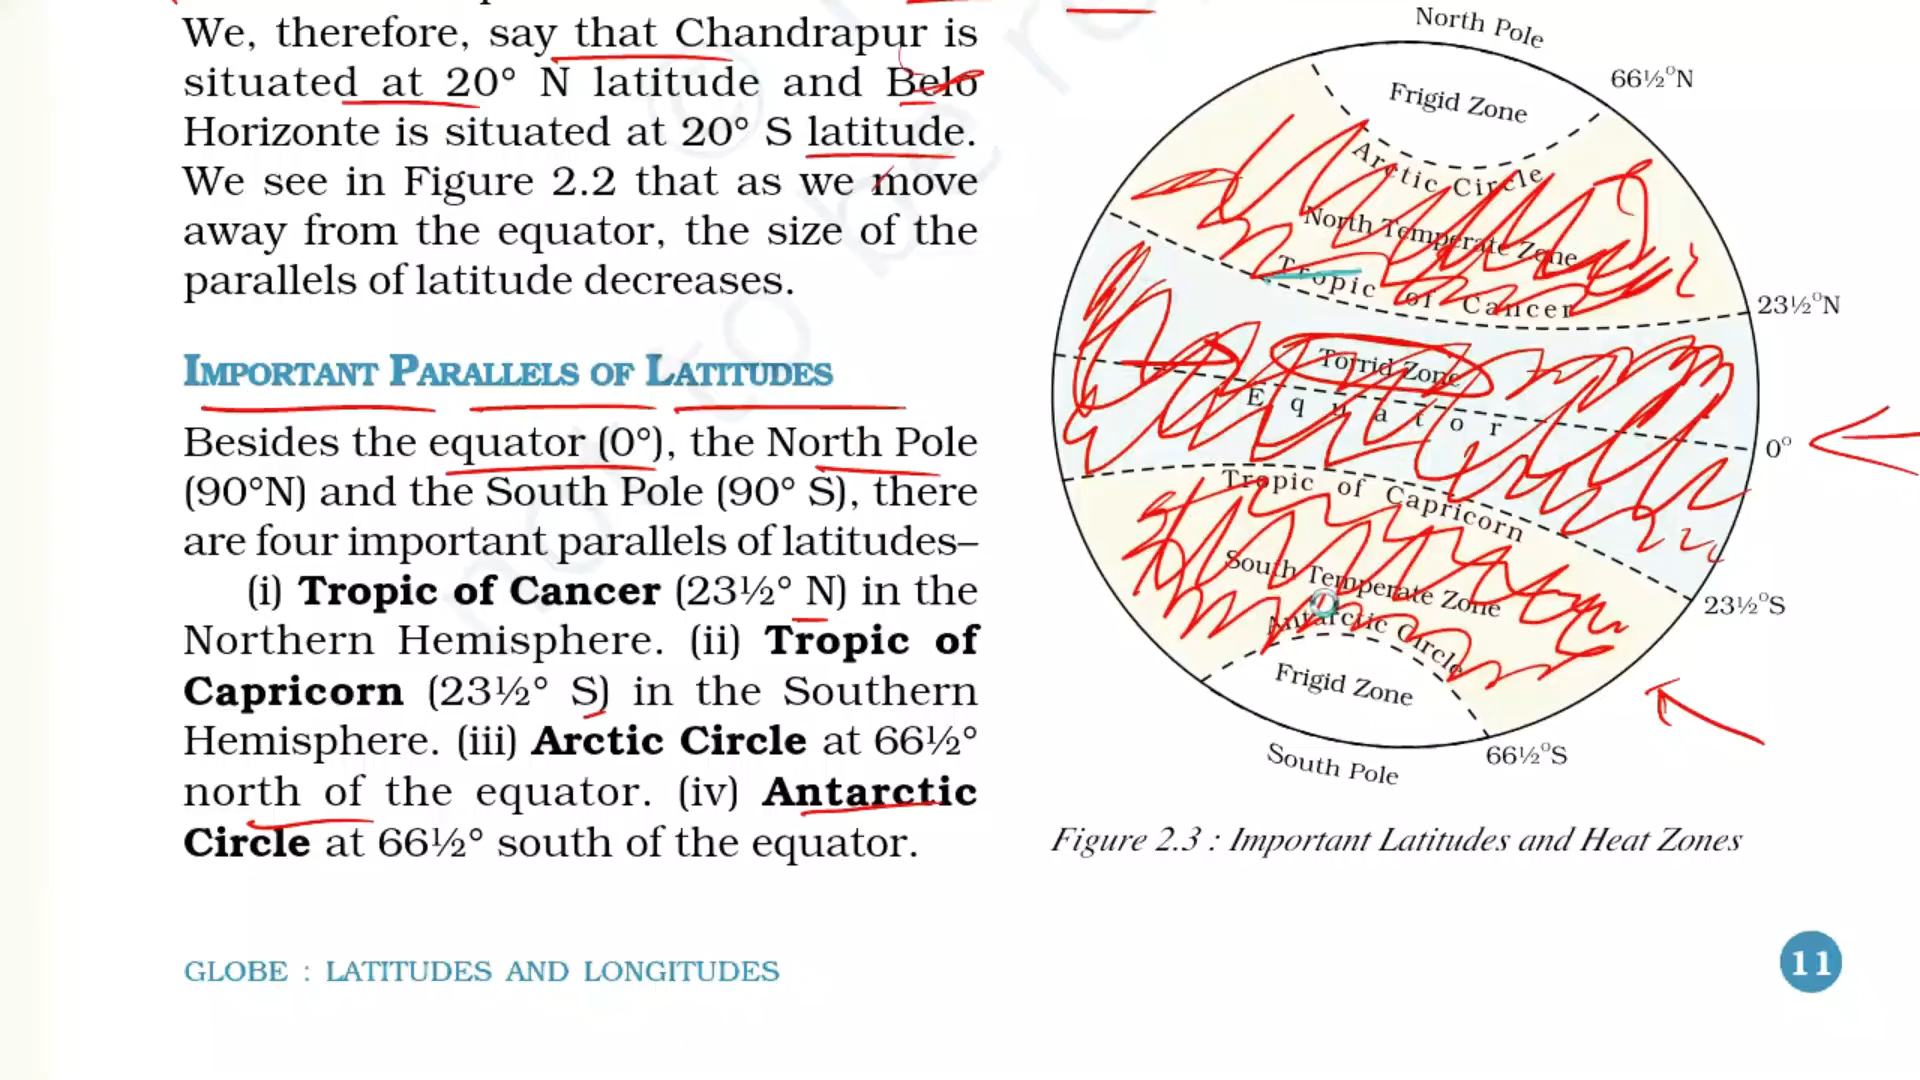 We, therefore, say that Chandrapur is
situated at 20° N latitude and Belo
Horizonte is situated at 20° S latitude.
We see in Figure 2.2 that as we move
away from the equator, the size of the
parallels of latitude decreases.
IMPORTANT PARALLELS OF LATITUDES
Besides the equator (0°), the North Pole
(90°N) and the South Pole (90° S), there
are four important parallels of latitudes–
(i) Tropic of Cancer (23½° N) in the
Northern Hemisphere. (ii) Tropic of
Capricorn (23½° S) in the Southern
Hemisphere. (iii) Arctic Circle at 66½°
north of the equator. (iv) Antarctic
Circle at 66½° south of the equator.
North Pole
66½°N
Frigid Zone
Arctic Circle
North Temperate Zone
Tropic of Cancer
23½°N
Torrid Zone
Equator
0°
Tropic of Capricorn
South Temperate Zone
23½°S
Antarctic Circle
Frigid Zone
66½°S
South Pole
Figure 2.3 : Important Latitudes and Heat Zones
GLOBE : LATITUDES AND LONGITUDES
11